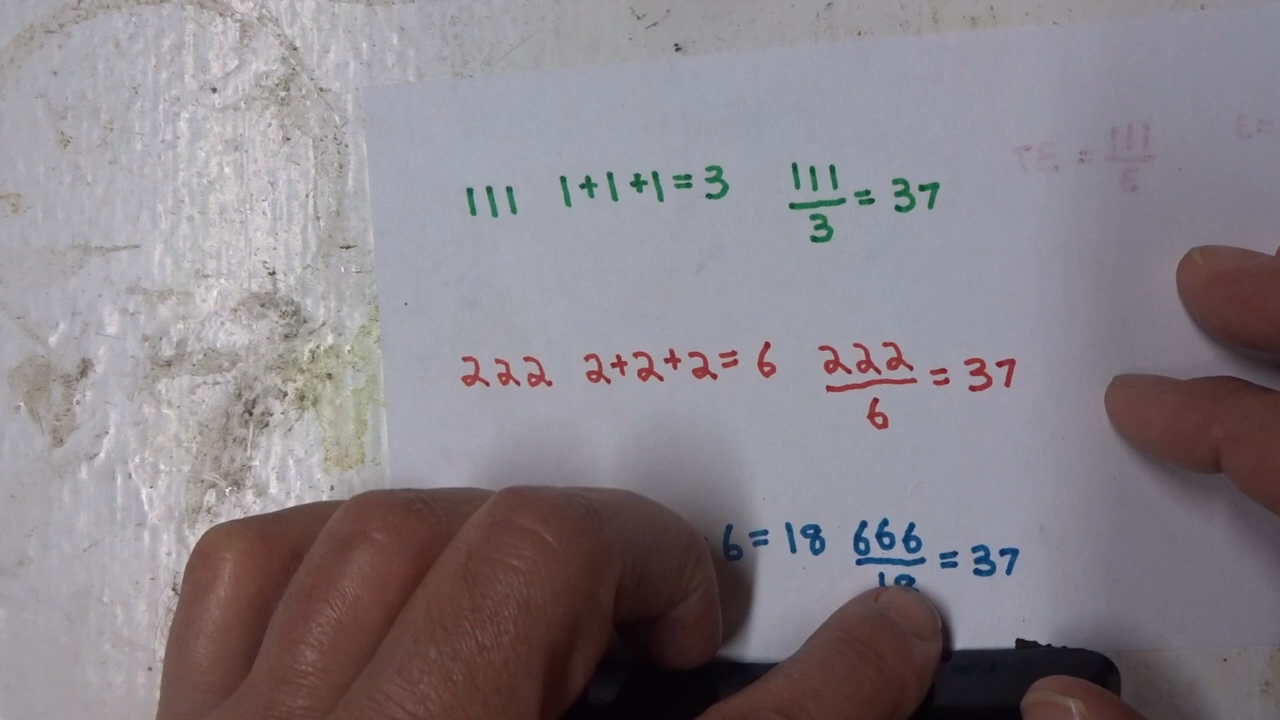 111 1+1+1=3 111/3 = 37
222 2+2+2=6 222/6 = 37
6=18 666/18 = 37